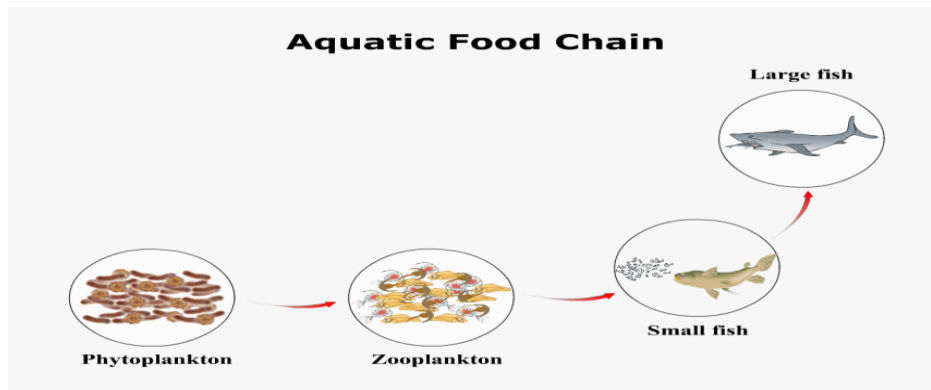 Aquatic Food Chain
Large fish
Small fish
Phytoplankton
Zooplankton